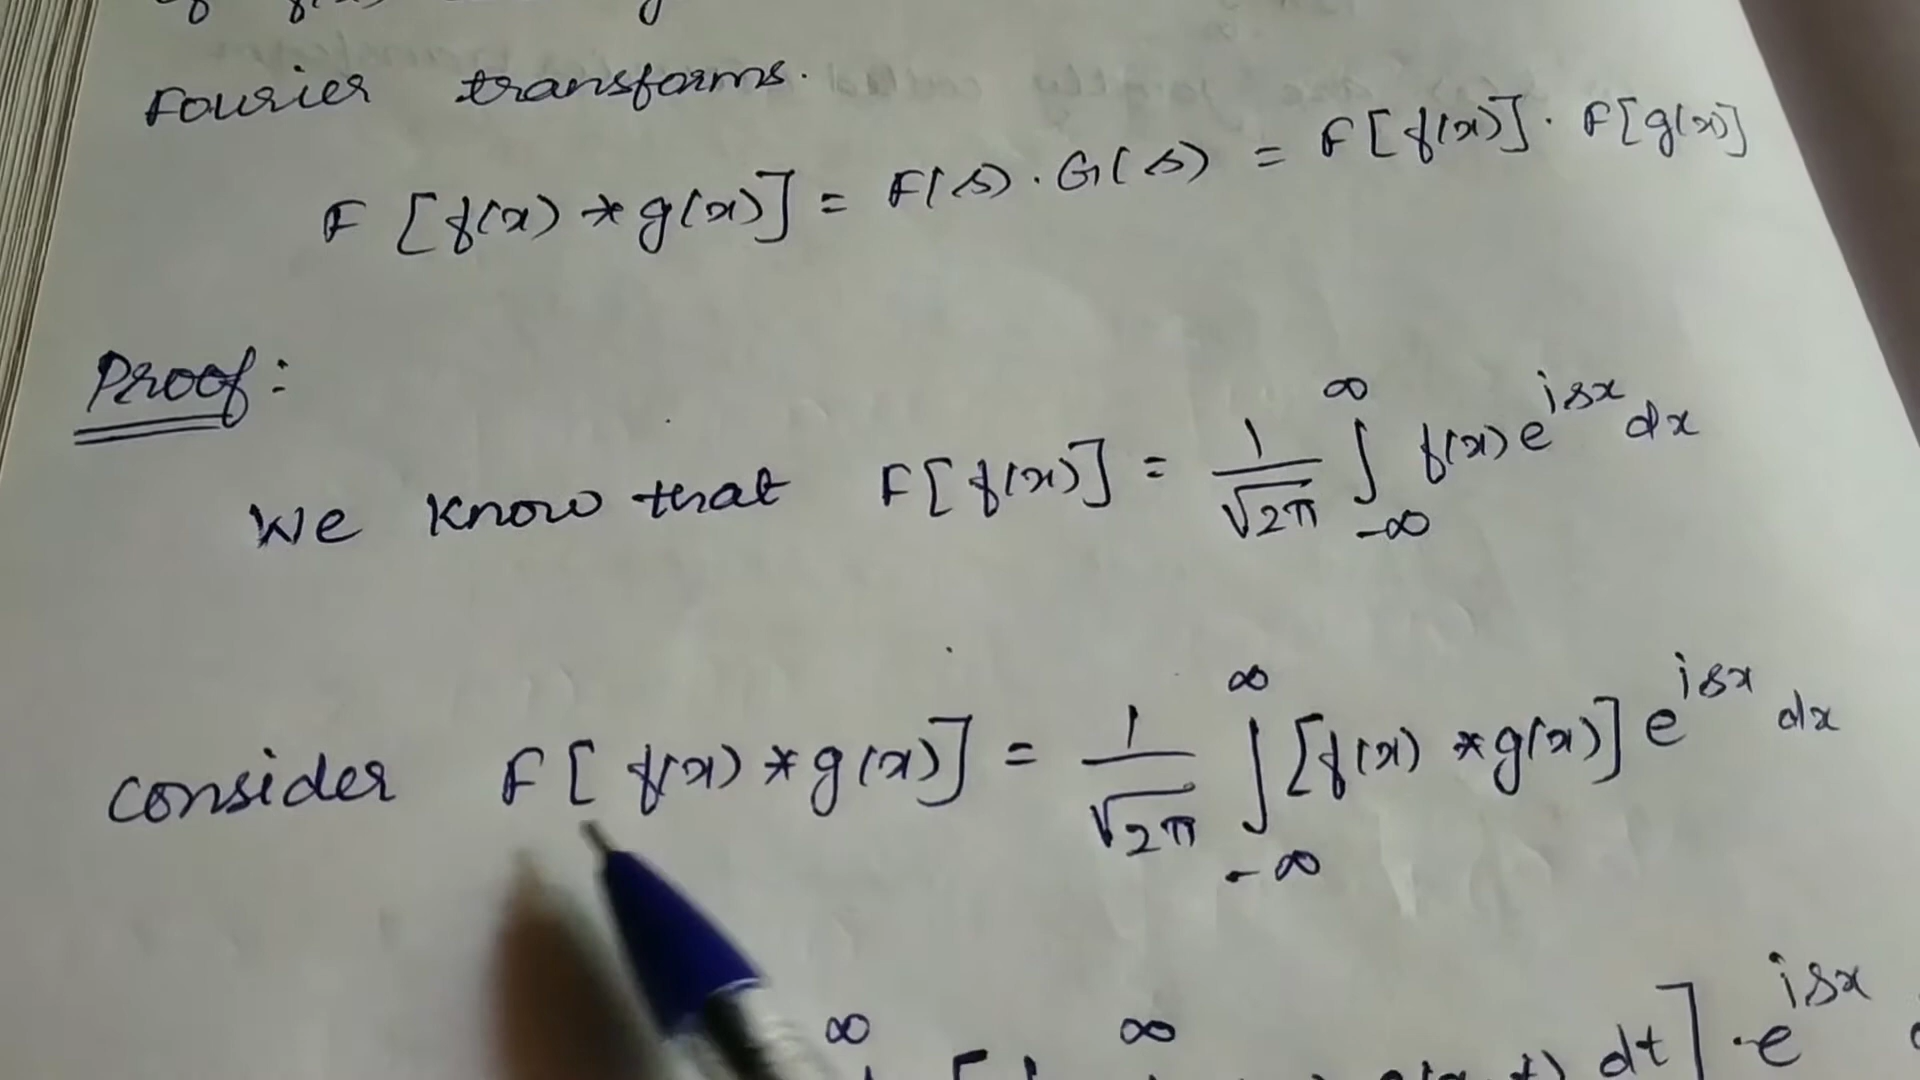 Fourier transforms.
F [f(x) * g(x)] = F(s) . G(s) = F[f(x)] . F[g(x)]
Proof:
We know that F[f(x)] = 1/√2π ∫_{-∞}^{∞} f(x) e^{isx} dx
consider F[f(x) * g(x)] = 1/√2π ∫_{-∞}^{∞} [f(x) * g(x)] e^{isx} dx
∞ ∞ dt] . e^{isx}